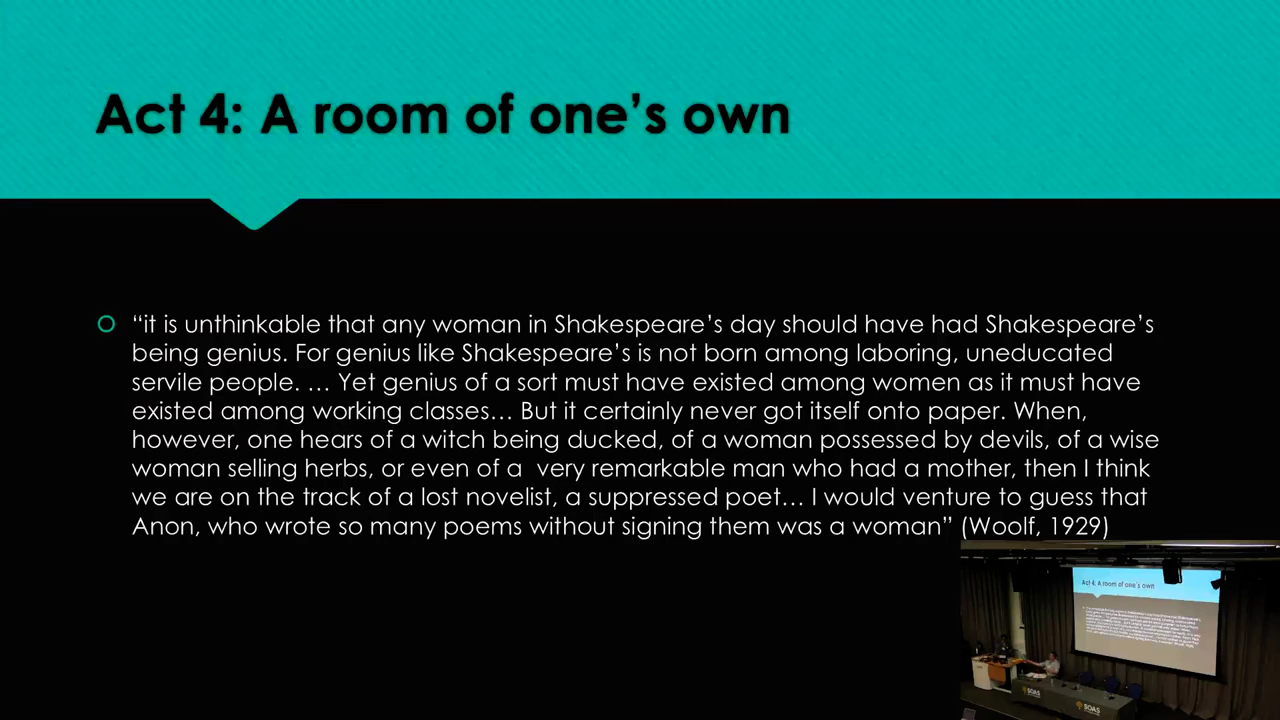 Act 4: A room of one’s own
“it is unthinkable that any woman in Shakespeare’s day should have had Shakespeare’s
being genius. For genius like Shakespeare’s is not born among laboring, uneducated
servile people. … Yet genius of a sort must have existed among women as it must have
existed among working classes… But it certainly never got itself onto paper. When,
however, one hears of a witch being ducked, of a woman possessed by devils, of a wise
woman selling herbs, or even of a  very remarkable man who had a mother, then I think
we are on the track of a lost novelist, a suppressed poet… I would venture to guess that
Anon, who wrote so many poems without signing them was a woman” (Woolf, 1929)
Act 4: A room of one’s own
SOAS
SOAS